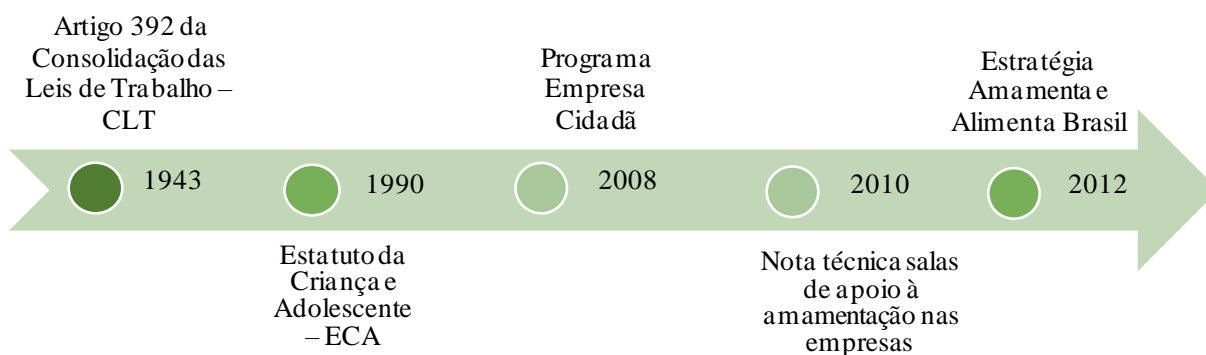 Artigo 392 da
Consolidação das
Leis de Trabalho –
CLT
1943
Estatuto da
Criança e
Adolescente
– ECA
1990
Programa
Empresa
Cidadã
2008
Nota técnica salas
de apoio à
amamentação nas
empresas
2010
Estratégia
Amamenta e
Alimenta Brasil
2012